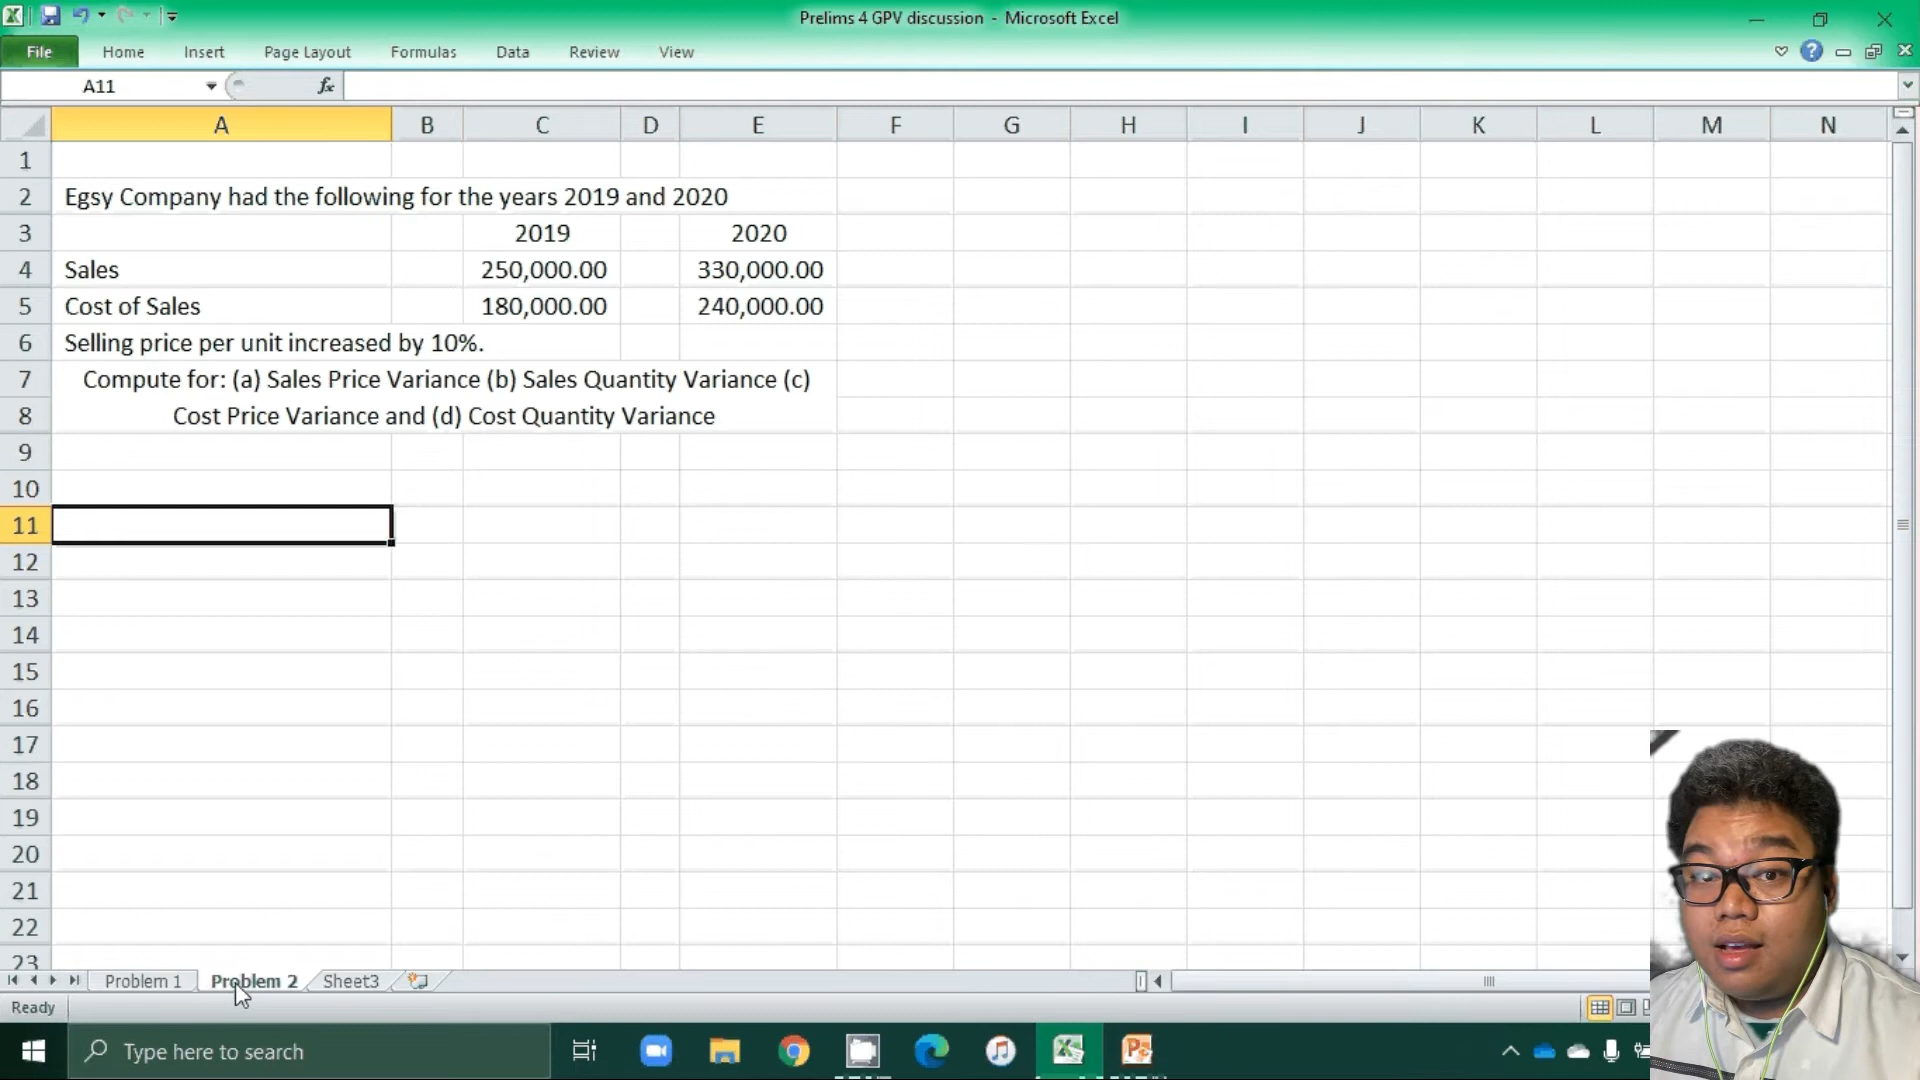 Prelims 4 GPV discussion - Microsoft Excel
File Home Insert Page Layout Formulas Data Review View
A11 fx
A B C D E F G H I J K L M N
1
2 Egsy Company had the following for the years 2019 and 2020
3 2019 2020
4 Sales 250,000.00 330,000.00
5 Cost of Sales 180,000.00 240,000.00
6 Selling price per unit increased by 10%.
7 Compute for: (a) Sales Price Variance (b) Sales Quantity Variance (c)
8 Cost Price Variance and (d) Cost Quantity Variance
9
10
11
12
13
14
15
16
17
18
19
20
21
22
23
Problem 1 Problem 2 Sheet3
Ready
Type here to search